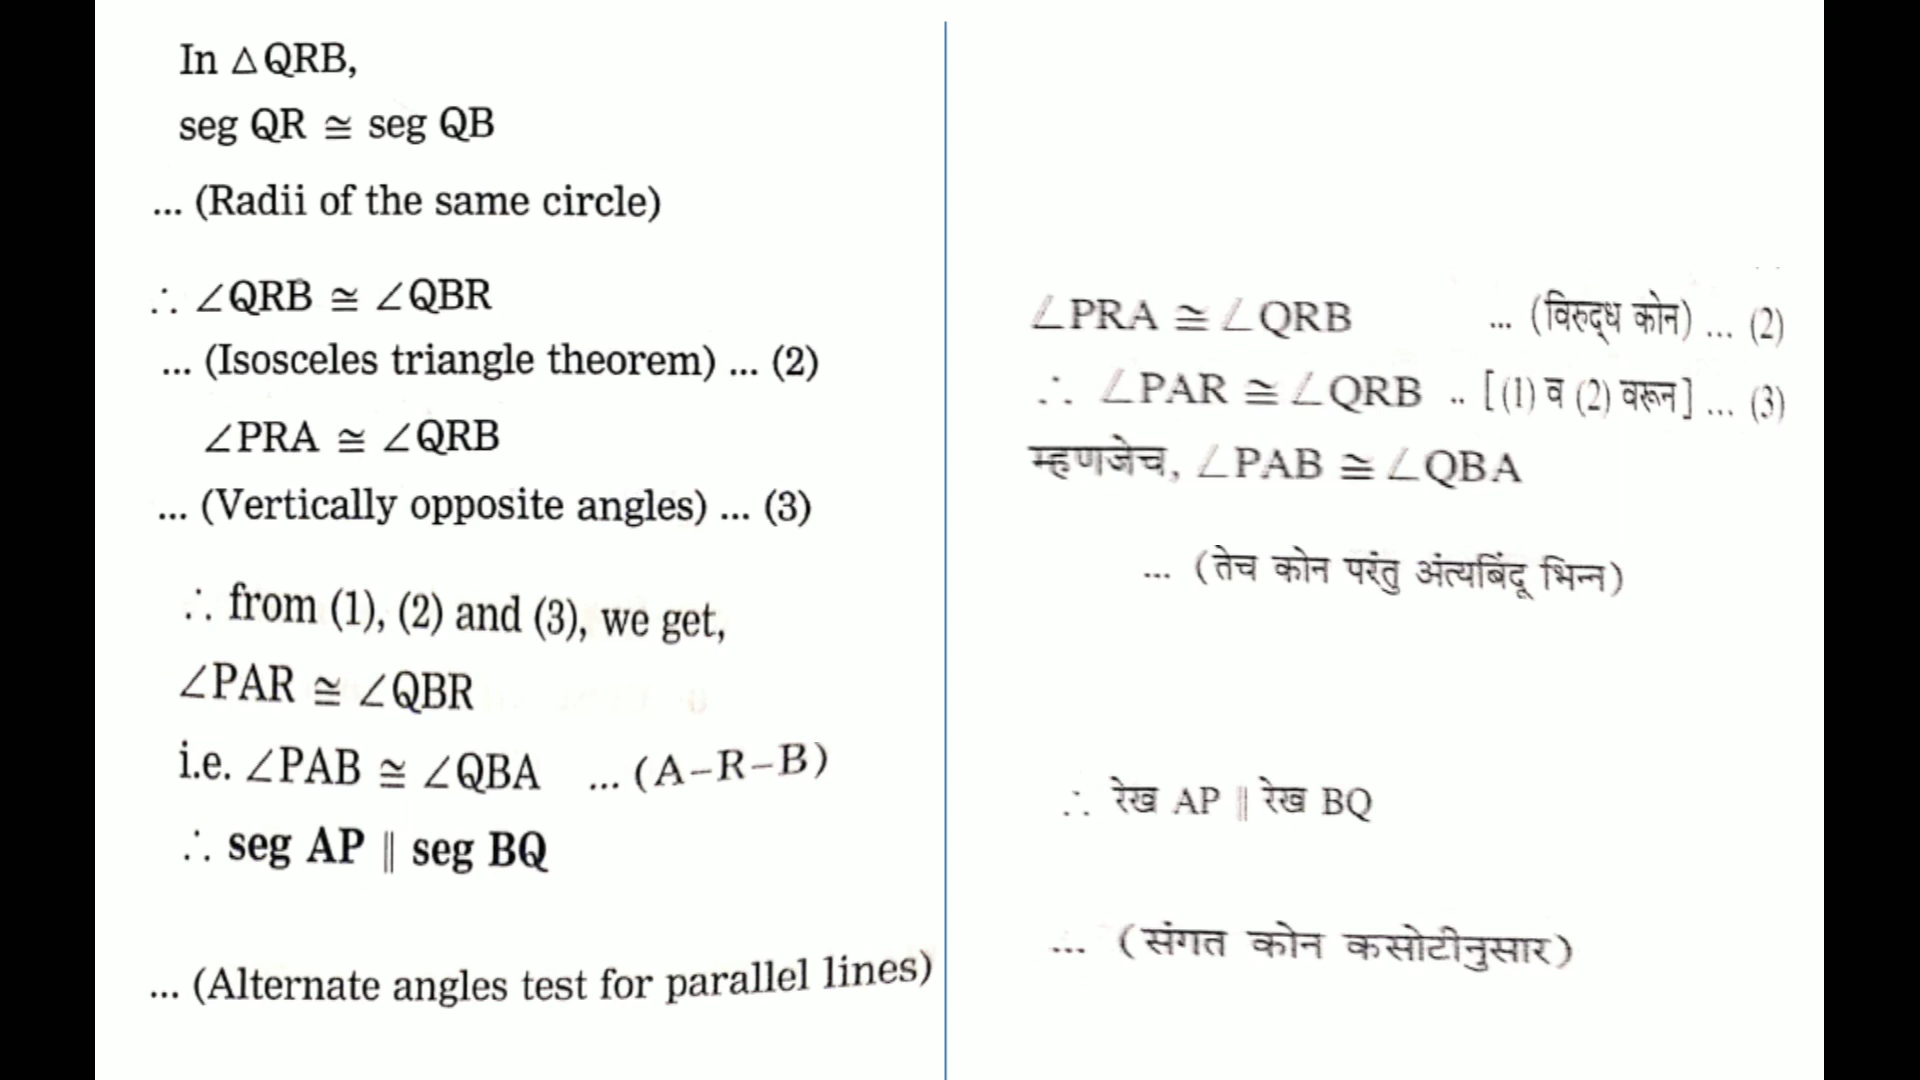 In △QRB,
seg QR ≅ seg QB
... (Radii of the same circle)
∴ ∠QRB ≅ ∠QBR
... (Isosceles triangle theorem) ... (2)
∠PRA ≅ ∠QRB
... (Vertically opposite angles) ... (3)
∴ from (1), (2) and (3), we get,
∠PAR ≅ ∠QBR
i.e. ∠PAB ≅ ∠QBA ... (A–R–B)
∴ seg AP ∥ seg BQ
... (Alternate angles test for parallel lines)
∠PRA ≅ ∠QRB ... (विरुद्ध कोन) ... (2)
∴ ∠PAR ≅ ∠QRB .. [(1) व (2) वरून] ... (3)
म्हणजेच, ∠PAB ≅ ∠QBA
... (तेच कोन परंतु अंत्यबिंदू भिन्न)
∴ रेख AP ∥ रेख BQ
... (संगत कोन कसोटीनुसार)